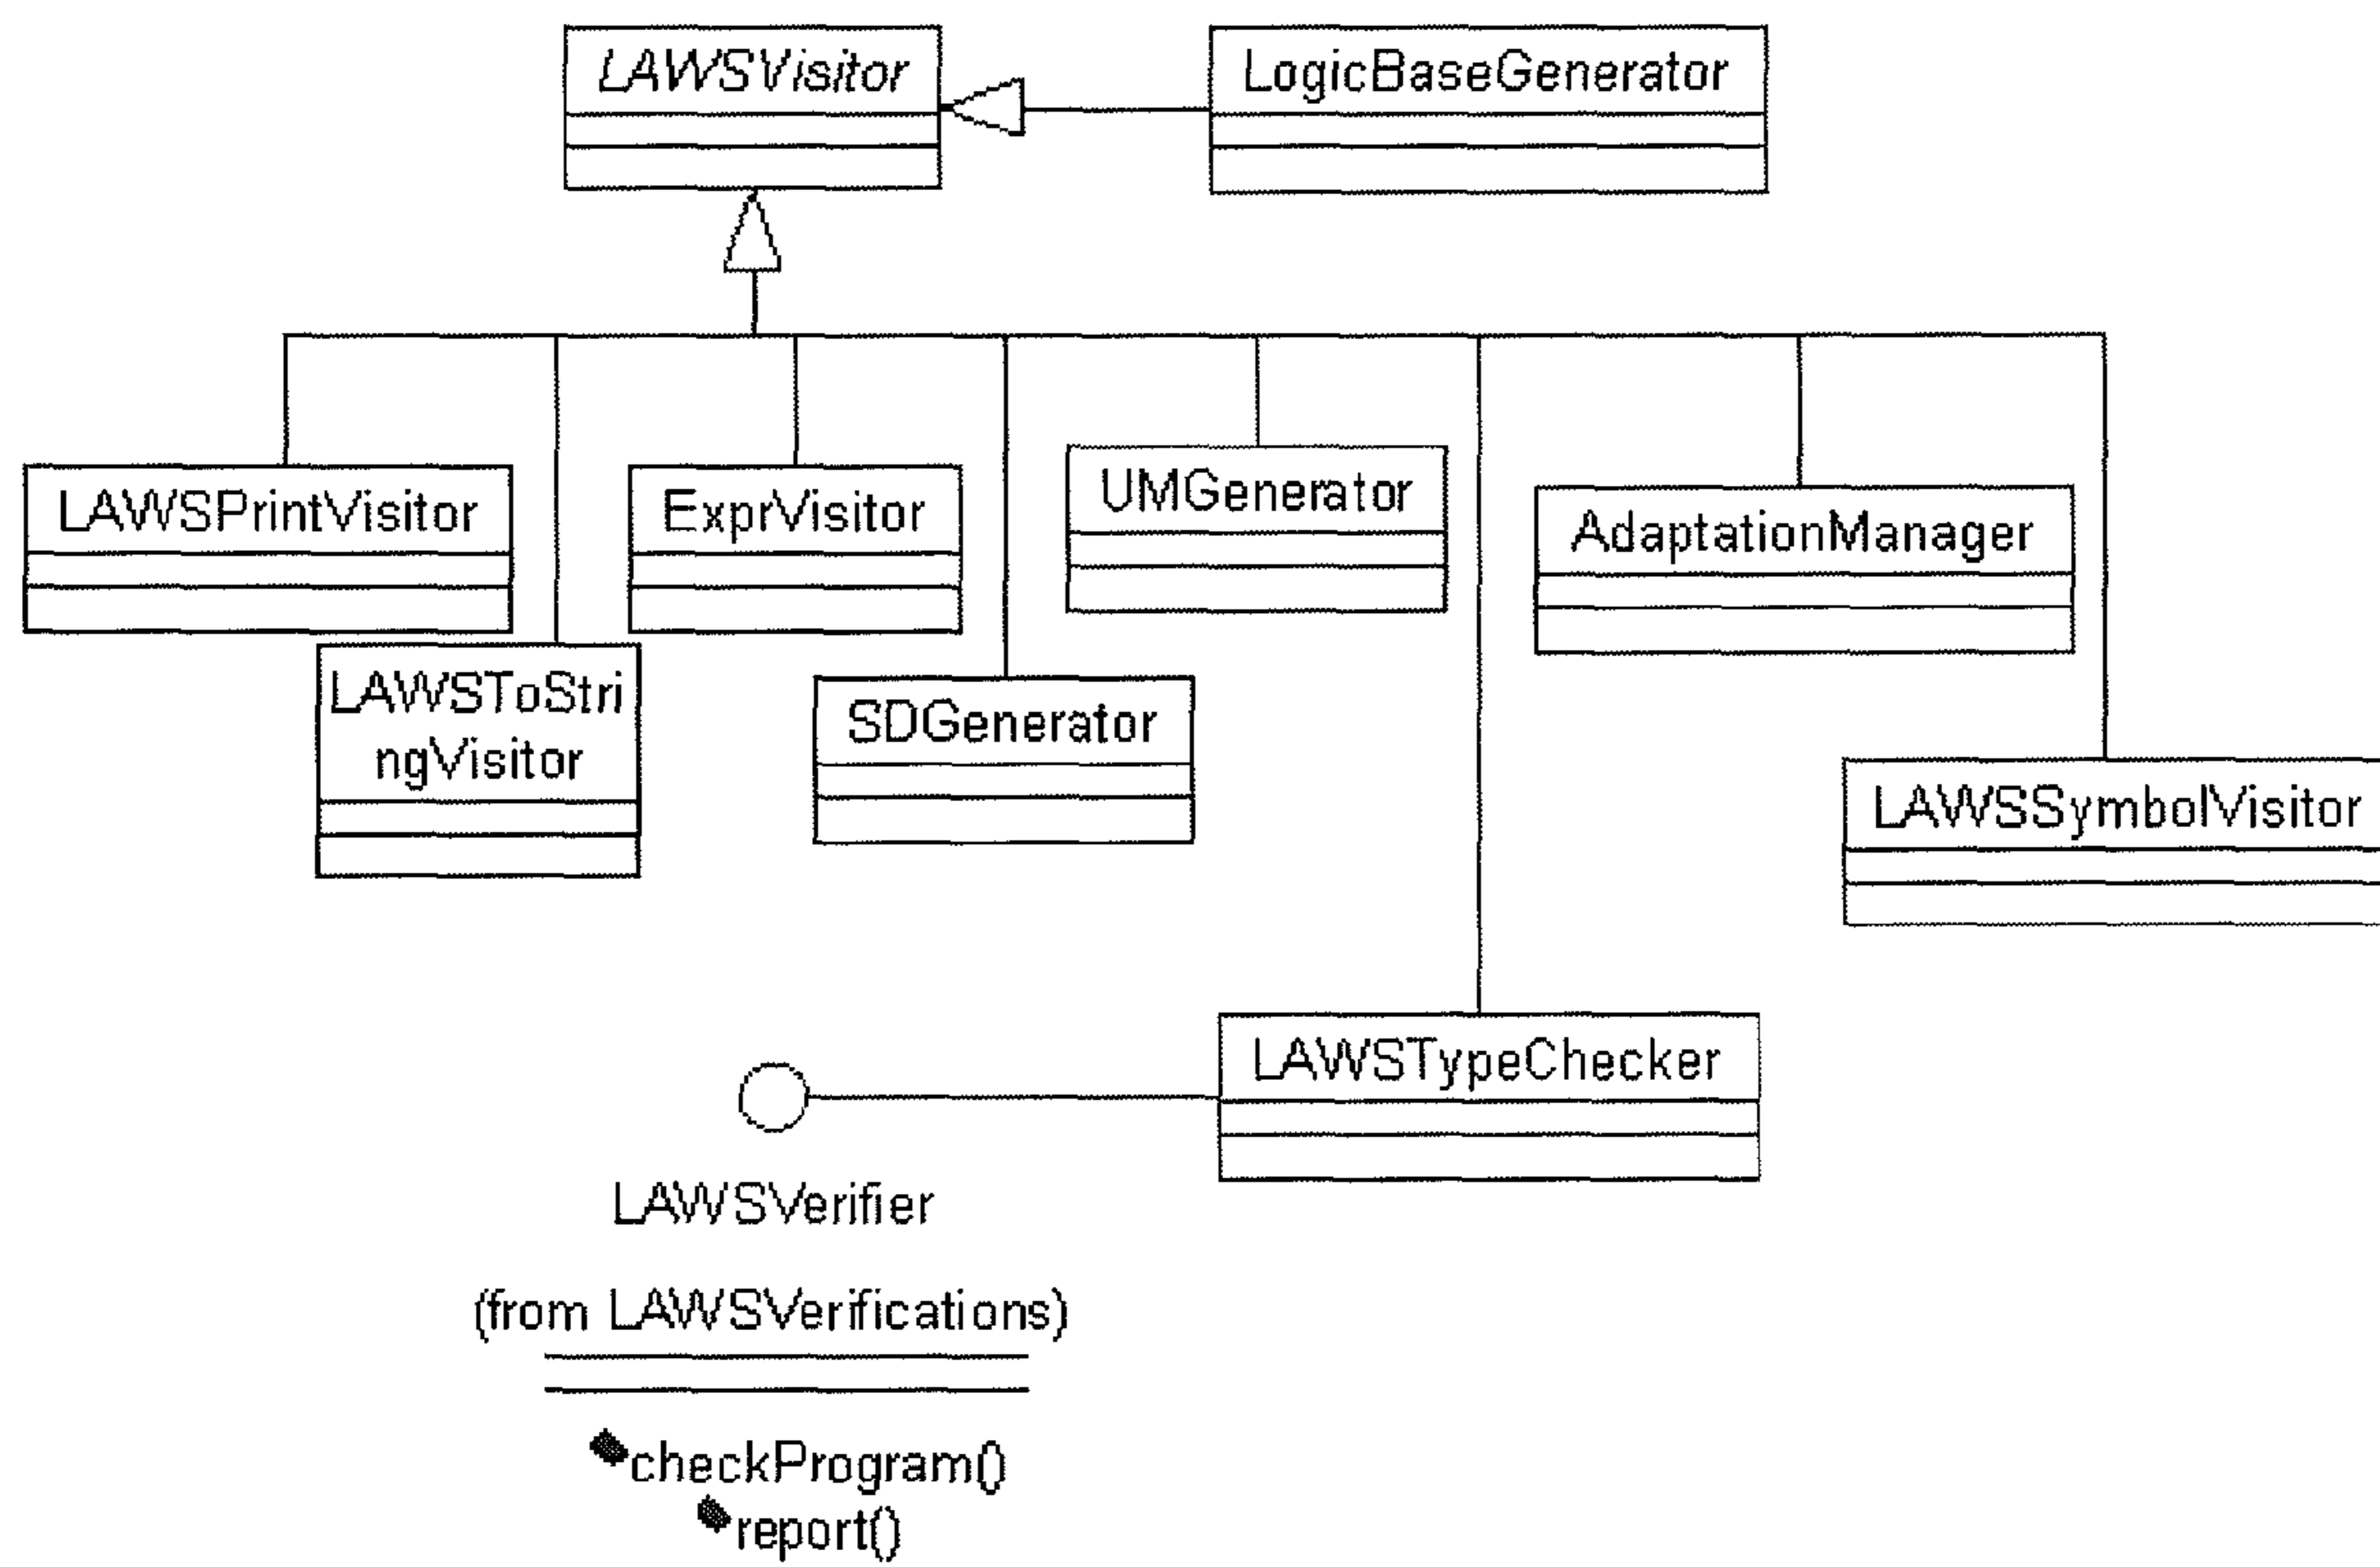 LAWSVisitor
LogicBaseGenerator
LAWSPrintVisitor
ExprVisitor
UMGenerator
AdaptationManager
LAWSToStri
ngVisitor
SDGenerator
LAWSSymbolVisitor
LAWSTypeChecker
LAWSVerifier
(from LAWSVerifications)
checkProgram()
report()